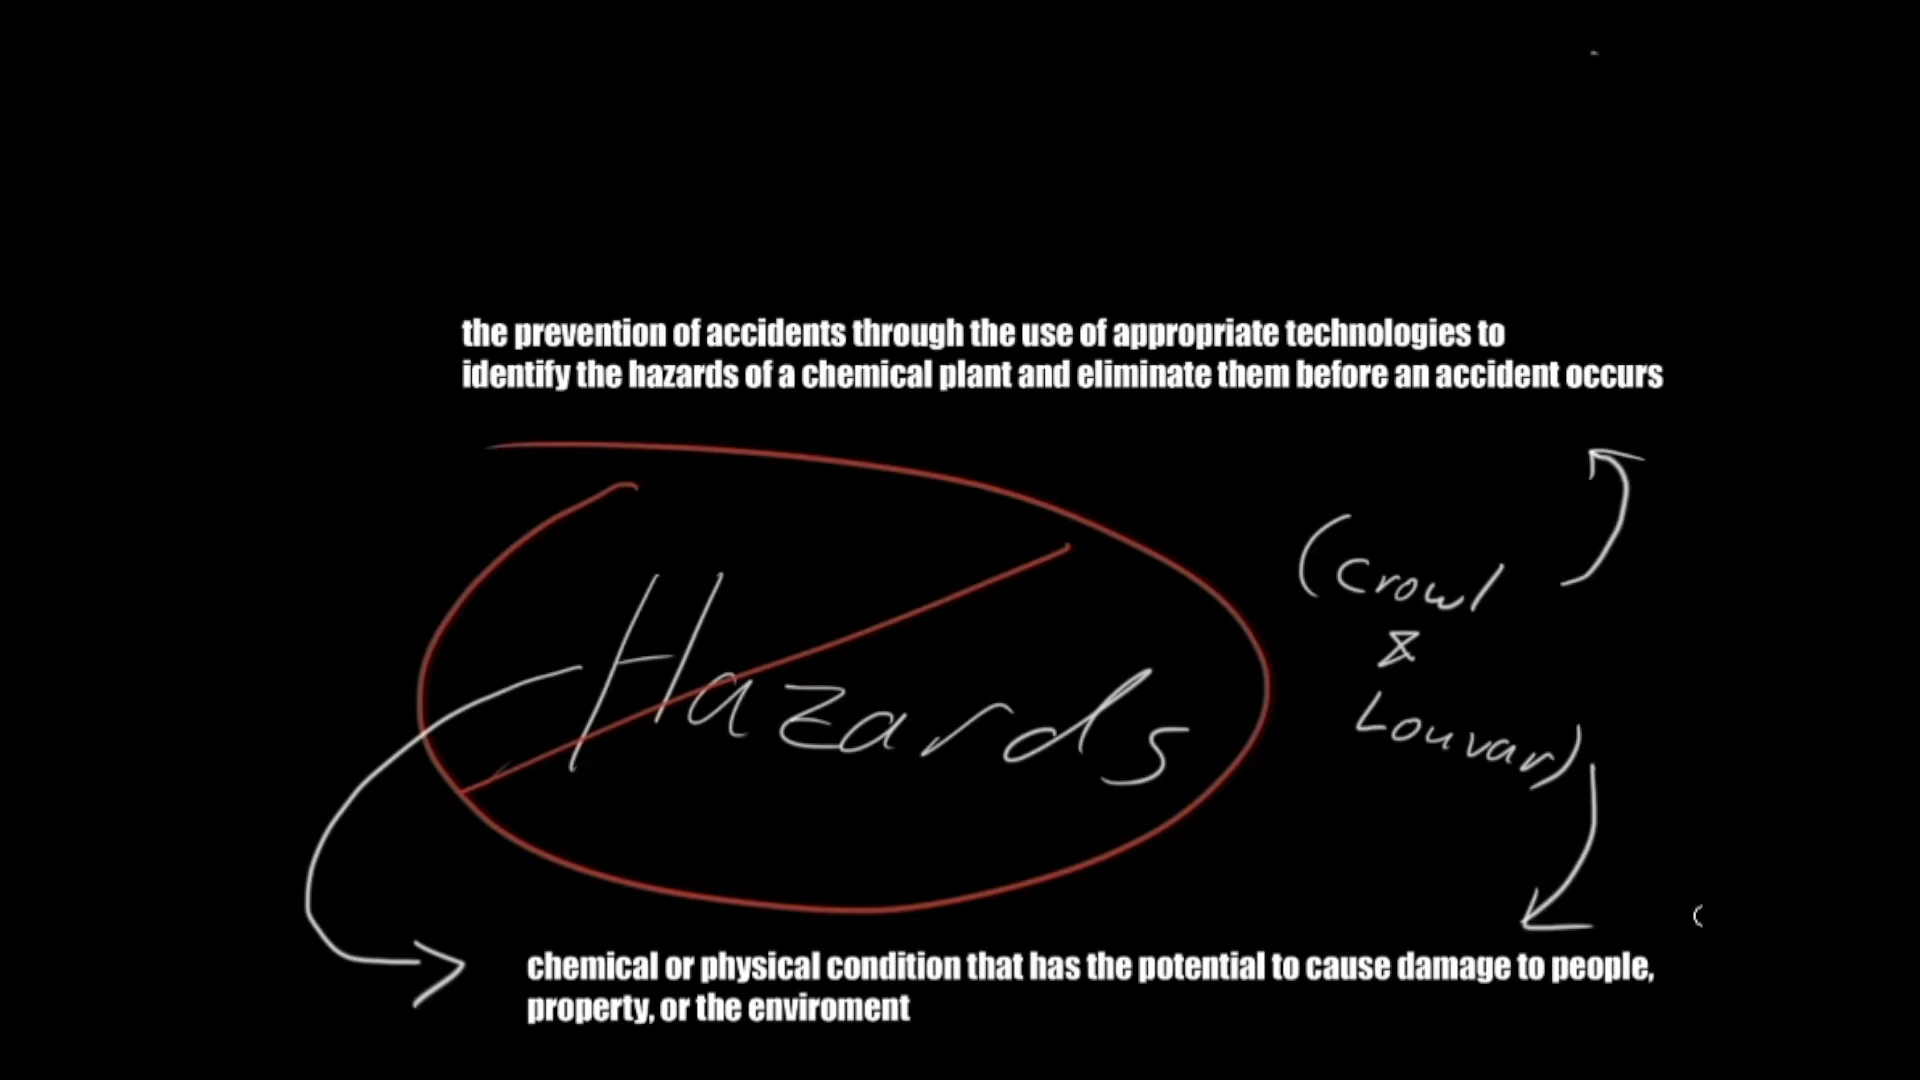 the prevention of accidents through the use of appropriate technologies to
identify the hazards of a chemical plant and eliminate them before an accident occurs
Hazards
(Crowl
&
Louvar)
chemical or physical condition that has the potential to cause damage to people,
property, or the enviroment